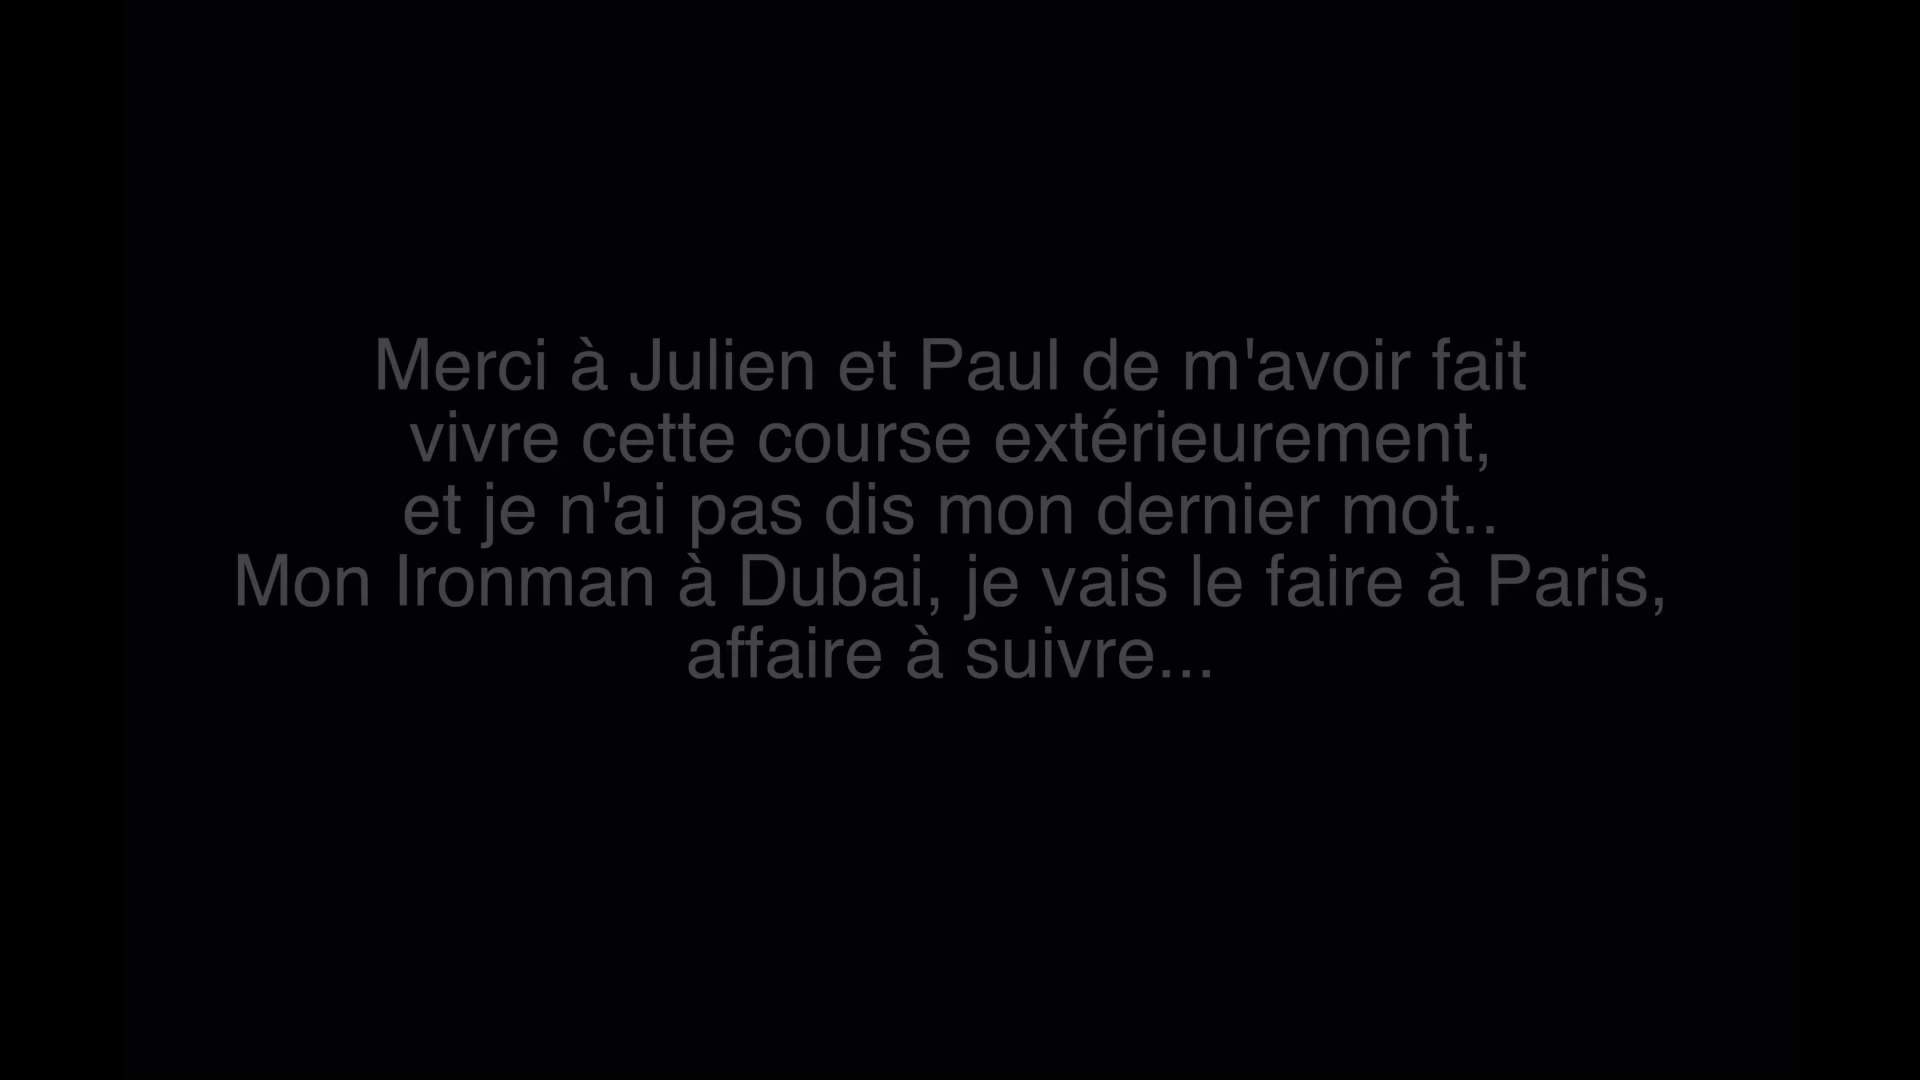 Merci à Julien et Paul de m'avoir fait
vivre cette course extérieurement,
et je n'ai pas dis mon dernier mot..
Mon Ironman à Dubai, je vais le faire à Paris,
affaire à suivre...